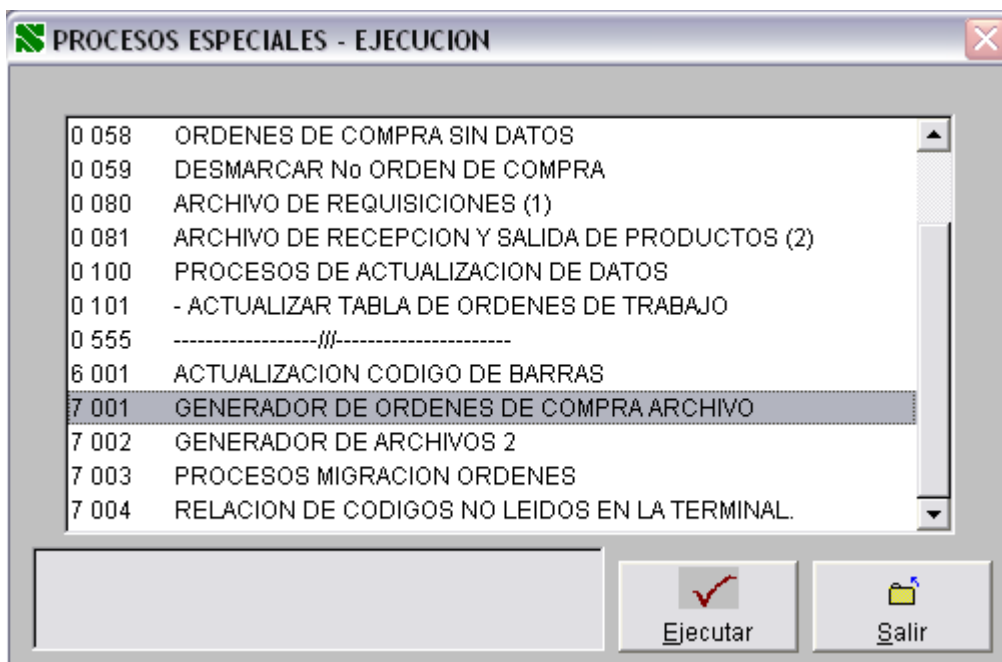 PROCESOS ESPECIALES - EJECUCION
0 058 ORDENES DE COMPRA SIN DATOS
0 059 DESMARCAR No ORDEN DE COMPRA
0 080 ARCHIVO DE REQUISICIONES (1)
0 081 ARCHIVO DE RECEPCION Y SALIDA DE PRODUCTOS (2)
0 100 PROCESOS DE ACTUALIZACION DE DATOS
0 101 - ACTUALIZAR TABLA DE ORDENES DE TRABAJO
0 555 ------------------///----------------------
6 001 ACTUALIZACION CODIGO DE BARRAS
7 001 GENERADOR DE ORDENES DE COMPRA ARCHIVO
7 002 GENERADOR DE ARCHIVOS 2
7 003 PROCESOS MIGRACION ORDENES
7 004 RELACION DE CODIGOS NO LEIDOS EN LA TERMINAL.
Ejecutar
Salir